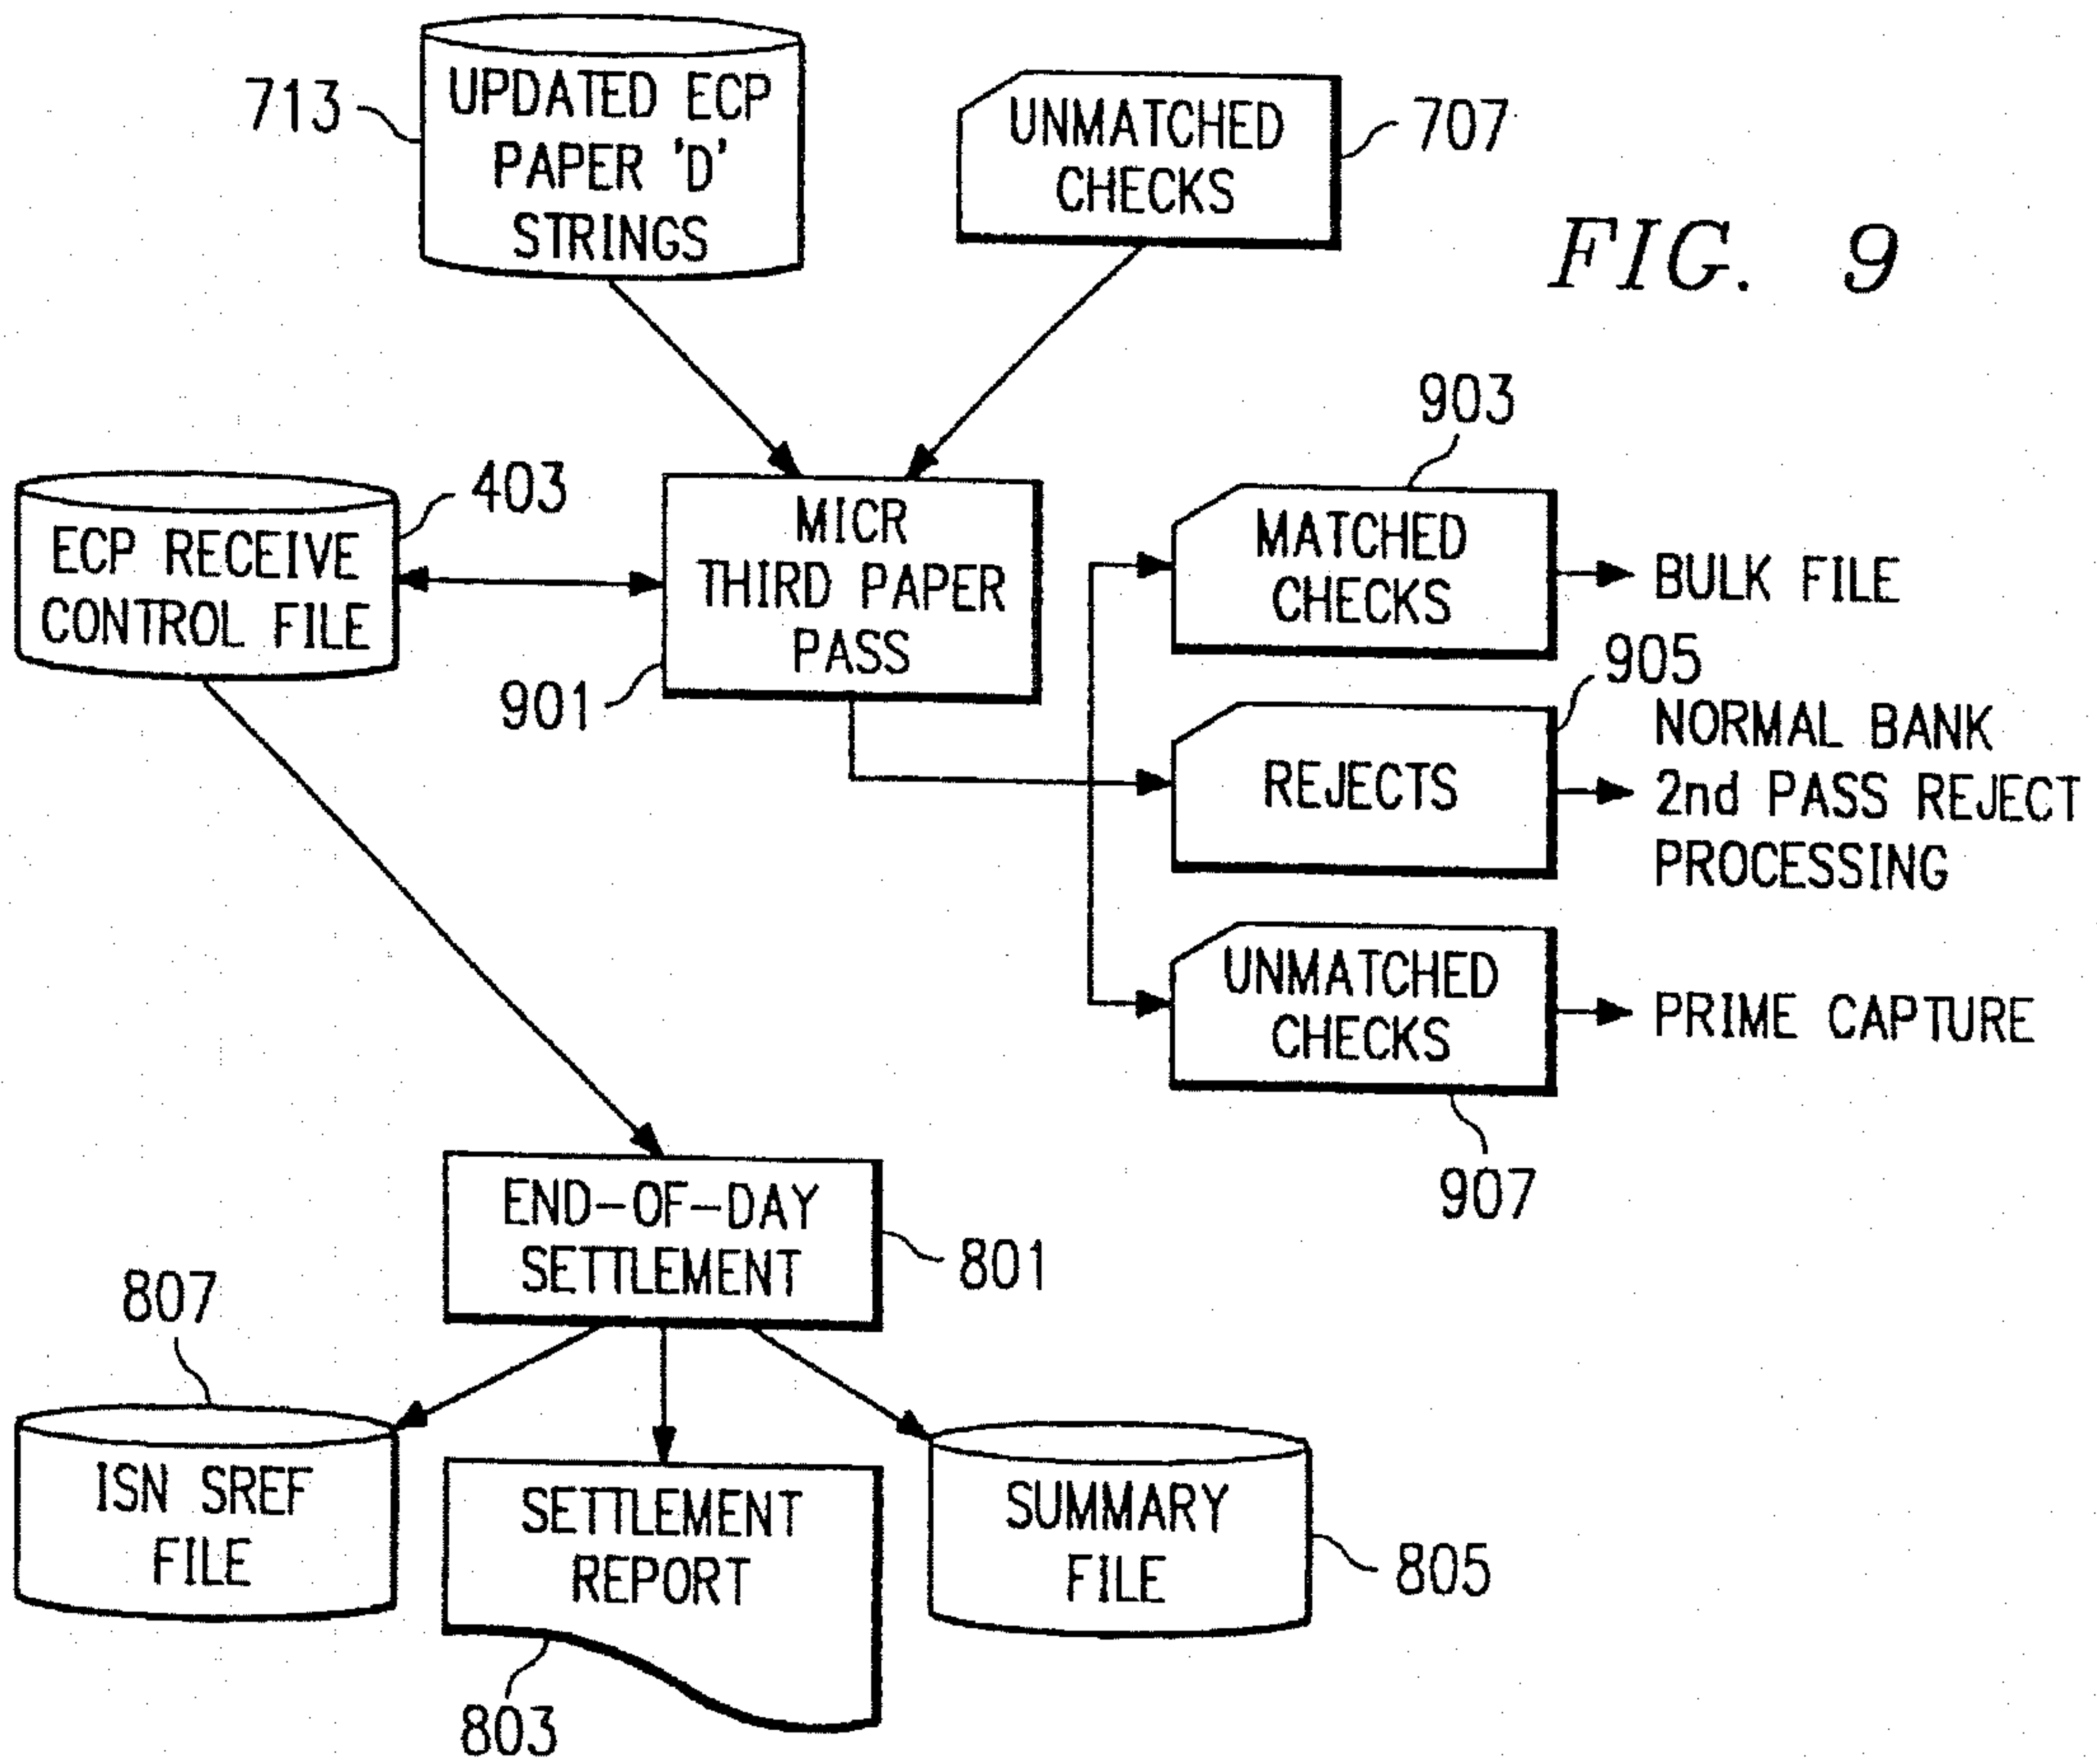 713
UPDATED ECP
PAPER 'D'
STRINGS
UNMATCHED
CHECKS
707
FIG. 9
403
ECP RECEIVE
CONTROL FILE
MICR
THIRD PAPER
PASS
901
903
MATCHED
CHECKS
BULK FILE
905
REJECTS
NORMAL BANK
2nd PASS REJECT
PROCESSING
UNMATCHED
CHECKS
PRIME CAPTURE
907
END-OF-DAY
SETTLEMENT
801
807
ISN SREF
FILE
SETTLEMENT
REPORT
803
SUMMARY
FILE
805